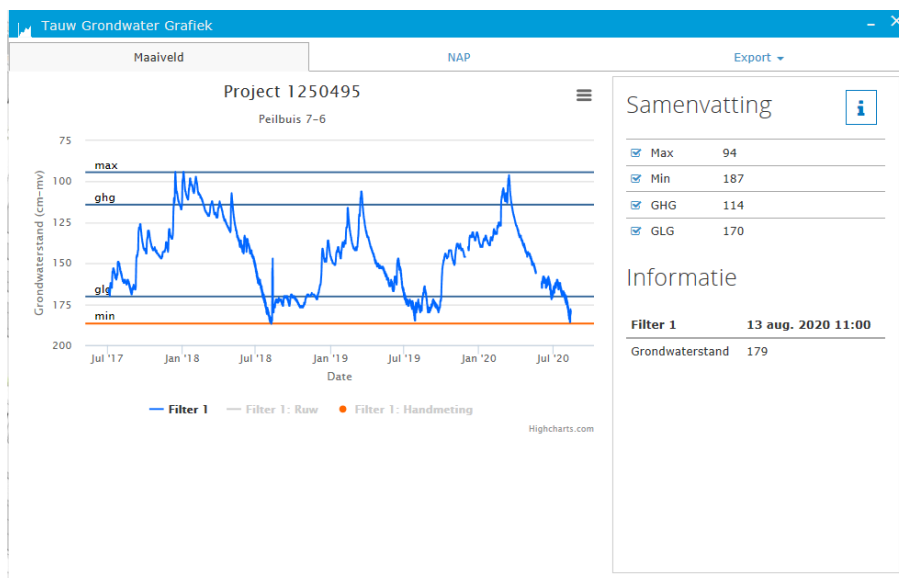 Tauw Grondwater Grafiek
Maaiveld
NAP
Export
Project 1250495
Peilbuis 7-6
Grondwaterstand (cm-mv)
75
100
125
150
175
200
max
ghg
glg
min
Jul '17
Jan '18
Jul '18
Jan '19
Jul '19
Jan '20
Jul '20
Date
Filter 1
Filter 1: Ruw
Filter 1: Handmeting
Highcharts.com
Samenvatting
i
Max 94
Min 187
GHG 114
GLG 170
Informatie
Filter 1 13 aug. 2020 11:00
Grondwaterstand 179